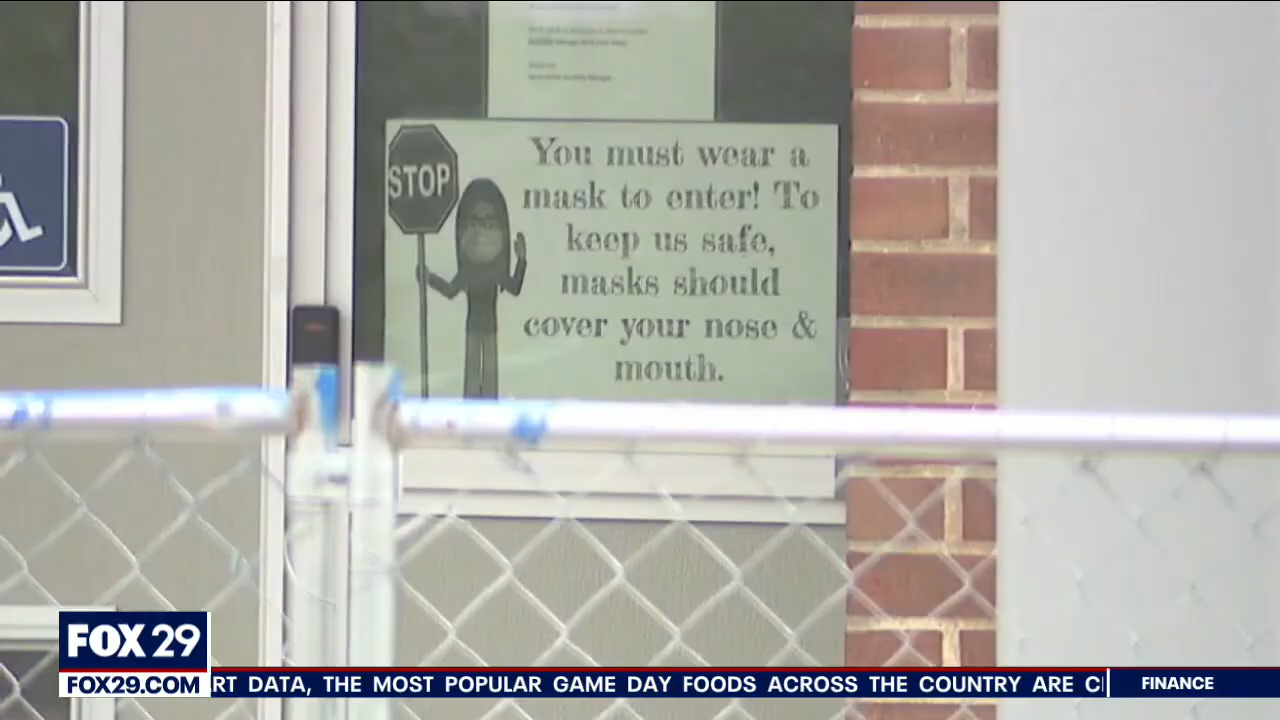 STOP
You must wear a
mask to enter! To
keep us safe,
masks should
cover your nose &
mouth.
FOX 29
FOX29.COM
RT DATA, THE MOST POPULAR GAME DAY FOODS ACROSS THE COUNTRY ARE
FINANCE